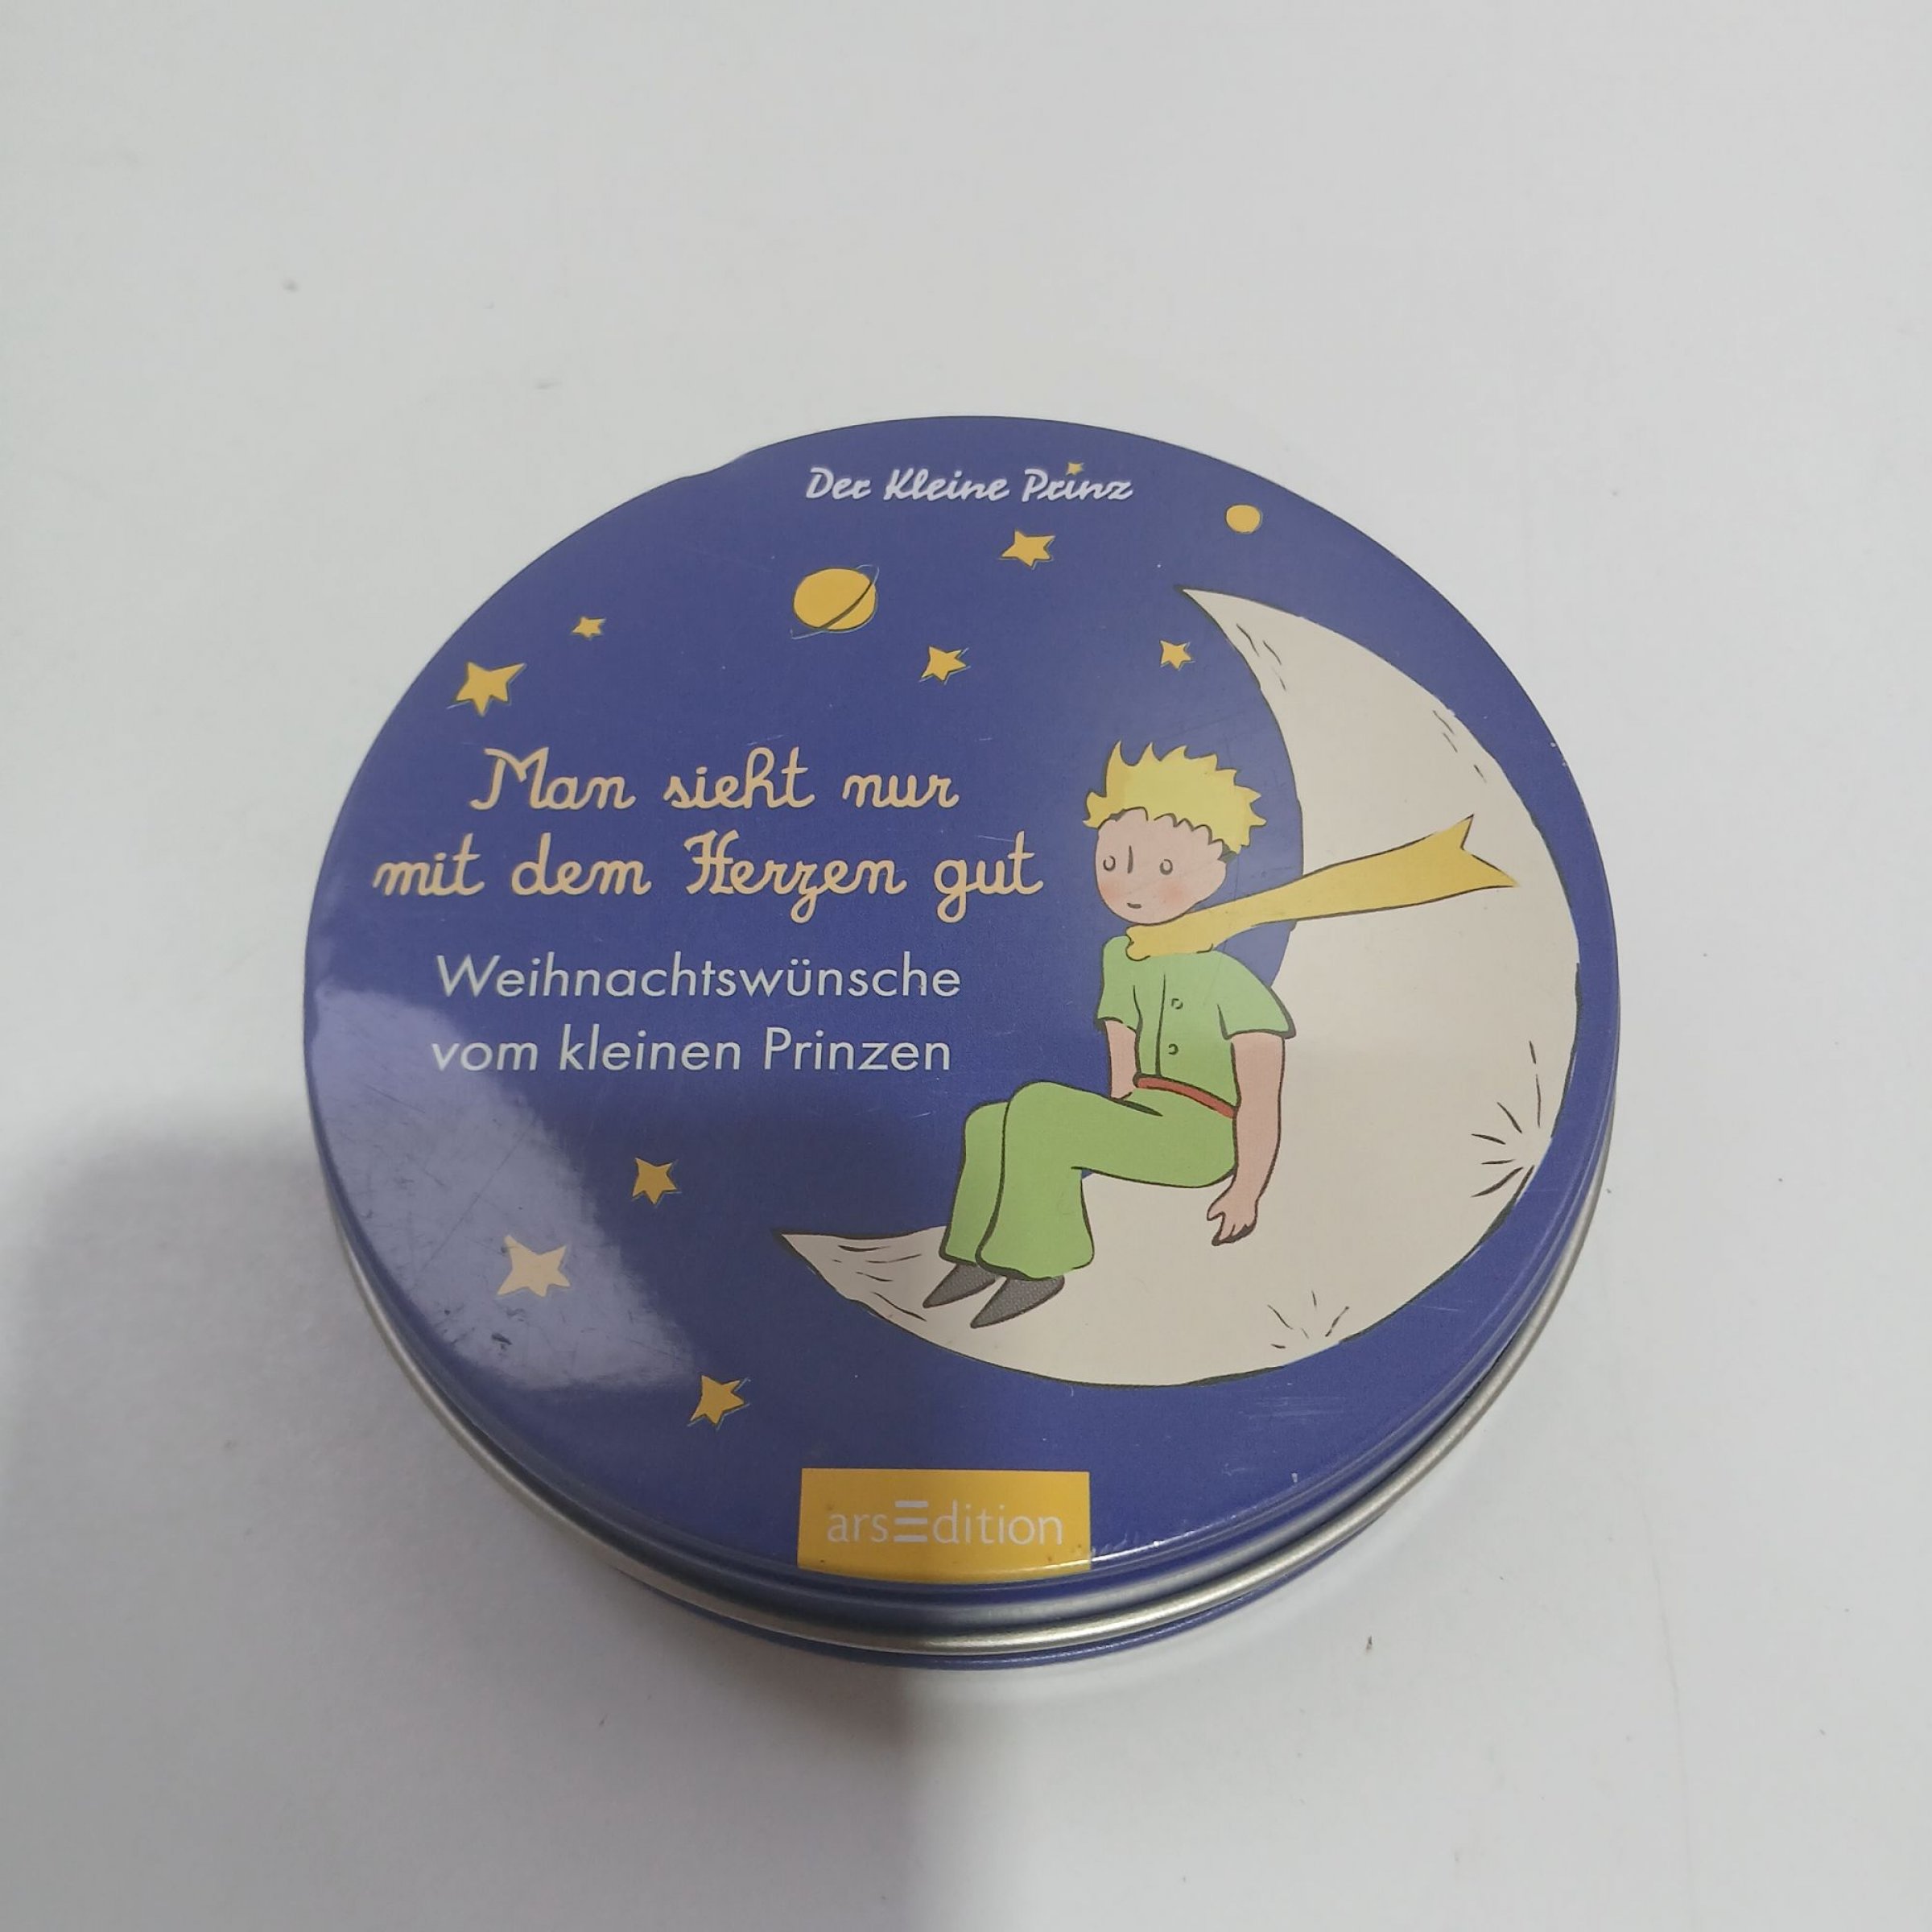 Der Kleine Prinz
Man sieht nur
mit dem Herzen gut
Weihnachtswünsche
vom kleinen Prinzen
arsEdition